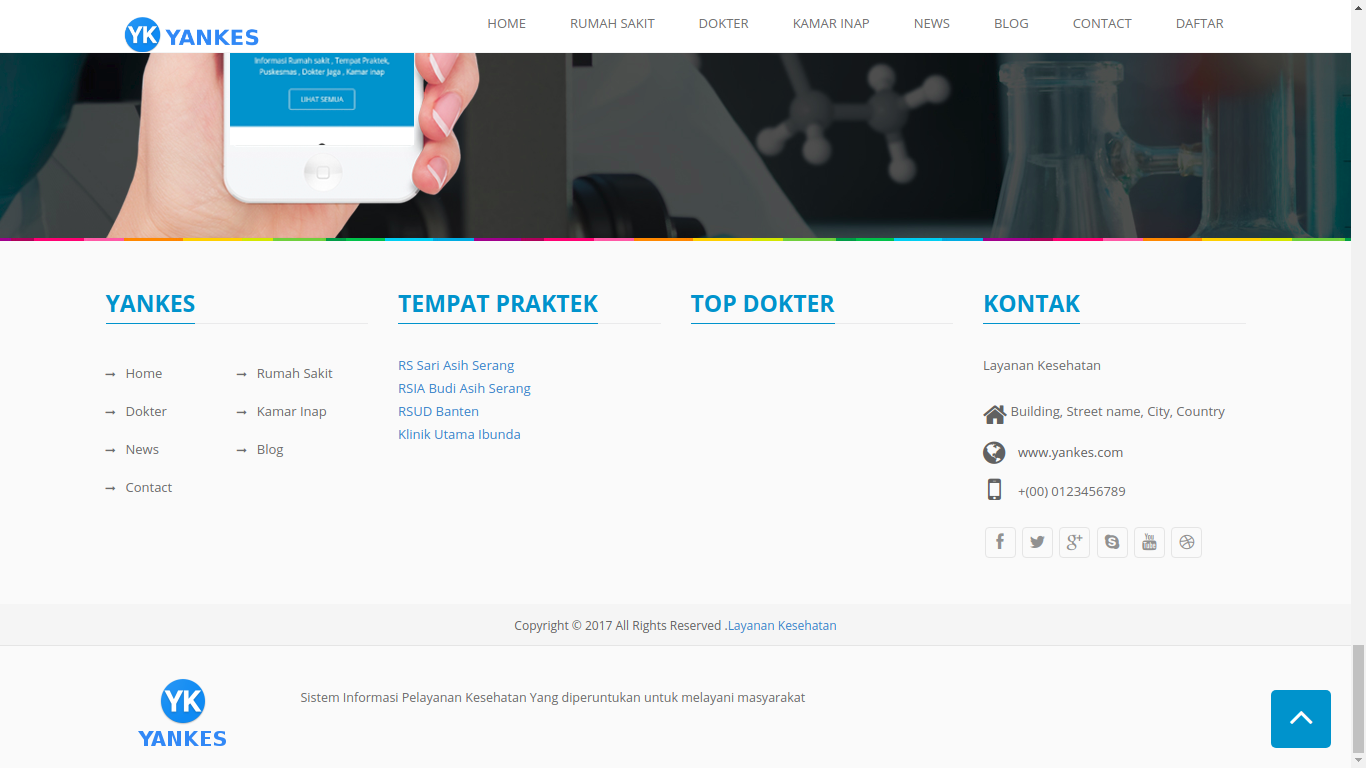 YK YANKES
HOME RUMAH SAKIT DOKTER KAMAR INAP NEWS BLOG CONTACT DAFTAR
Informasi Rumah sakit , Tempat Praktek,
Puskesmas , Dokter Jaga , Kamar inap
LIHAT SEMUA
YANKES
Home
Rumah Sakit
Dokter
Kamar Inap
News
Blog
Contact
TEMPAT PRAKTEK
RS Sari Asih Serang
RSIA Budi Asih Serang
RSUD Banten
Klinik Utama Ibunda
TOP DOKTER
KONTAK
Layanan Kesehatan
Building, Street name, City, Country
www.yankes.com
+(00) 0123456789
You Tube
Copyright © 2017 All Rights Reserved .Layanan Kesehatan
YK
YANKES
Sistem Informasi Pelayanan Kesehatan Yang diperuntukan untuk melayani masyarakat